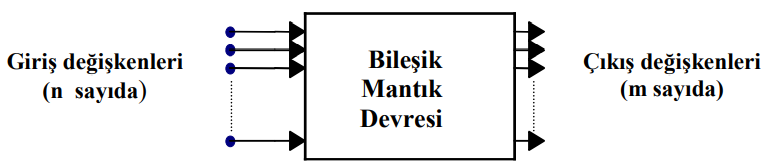 Giriş değişkenleri
(n sayıda)
Bileşik
Mantık
Devresi
Çıkış değişkenleri
(m sayıda)